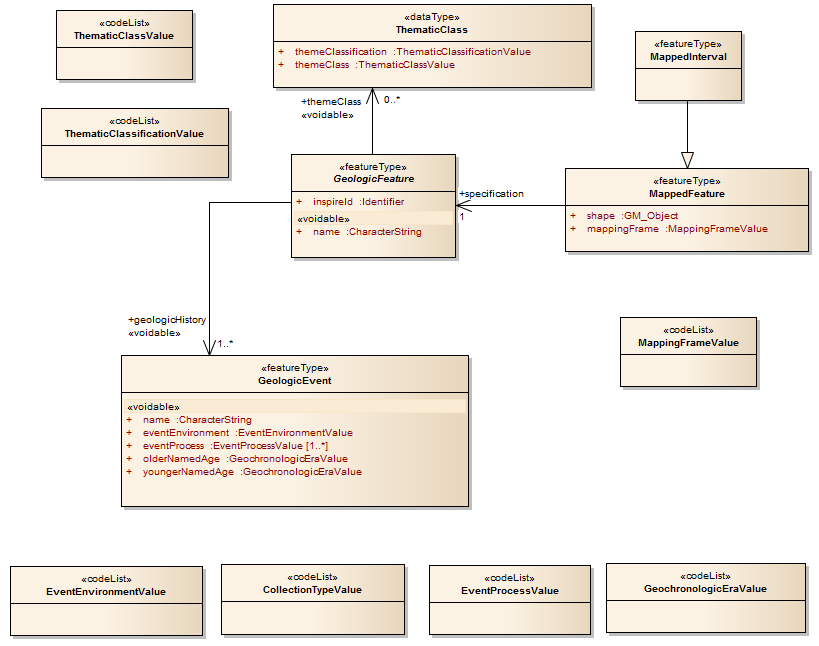 «codeList»
ThematicClassValue
«dataType»
ThematicClass
+ themeClassification :ThematicClassificationValue
+ themeClass :ThematicClassValue
«featureType»
MappedInterval
+themeClass 0..*
«voidable»
«codeList»
ThematicClassificationValue
«featureType»
GeologicFeature
+ inspireId :Identifier
«voidable»
+ name :CharacterString
+specification
1
«featureType»
MappedFeature
+ shape :GM_Object
+ mappingFrame :MappingFrameValue
+geologicHistory
«voidable»
1..*
«codeList»
MappingFrameValue
«featureType»
GeologicEvent
«voidable»
+ name :CharacterString
+ eventEnvironment :EventEnvironmentValue
+ eventProcess :EventProcessValue [1..*]
+ olderNamedAge :GeochronologicEraValue
+ youngerNamedAge :GeochronologicEraValue
«codeList»
EventEnvironmentValue
«codeList»
CollectionTypeValue
«codeList»
EventProcessValue
«codeList»
GeochronologicEraValue